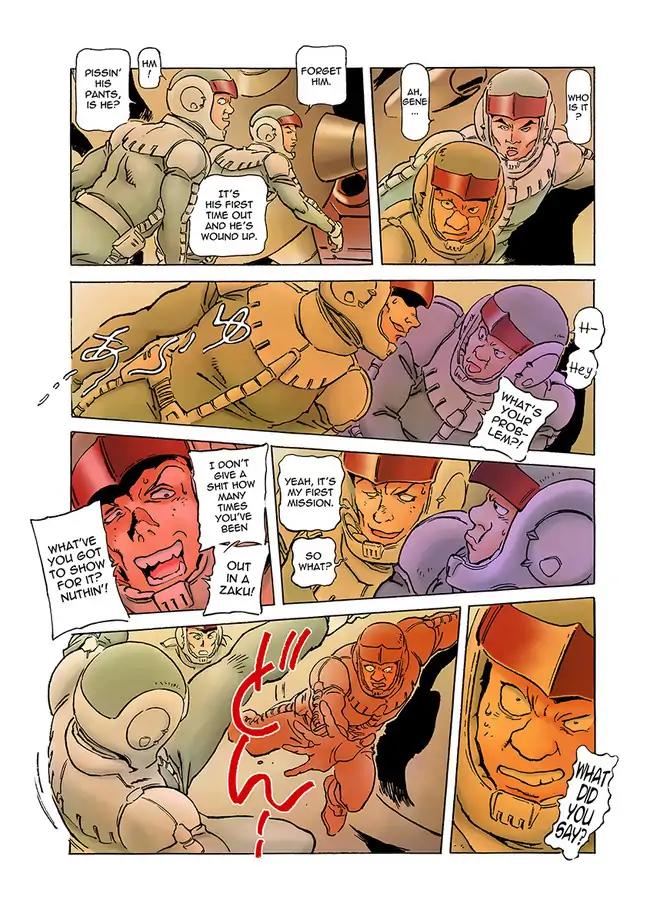 WHO
IS
IT ?
AH,
GENE
...
FORGET
HIM.
HM
!
PISSIN'
HIS
PANTS,
IS HE?
IT'S
HIS FIRST
TIME OUT
AND HE'S
WOUND UP.
H-
Hey
WHAT'S
YOUR
PROB-
LEM?!
YEAH, IT'S
MY FIRST
MISSION.
SO
WHAT?
I DON'T
GIVE A
SHIT HOW
MANY
TIMES
YOU'VE
BEEN
OUT
IN A
ZAKU!
WHAT'VE
YOU GOT
TO SHOW
FOR IT?
NUTHIN'!
WHAT
DID
YOU
SAY?
どん